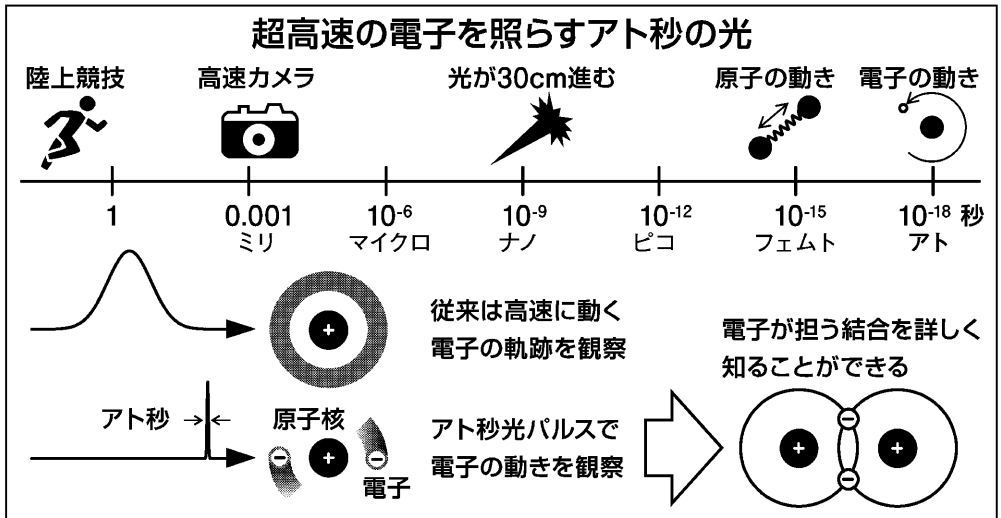 超高速の電子を照らすアト秒の光
陸上競技
高速カメラ
光が30cm進む
原子の動き
電子の動き
1
0.001
10⁻⁶
10⁻⁹
10⁻¹²
10⁻¹⁵
10⁻¹⁸ 秒
ミリ
マイクロ
ナノ
ピコ
フェムト
アト
+
従来は高速に動く
電子の軌跡を観察
アト秒
原子核
−
+
−
電子
アト秒光パルスで
電子の動きを観察
電子が担う結合を詳しく
知ることができる
−
+
+
−